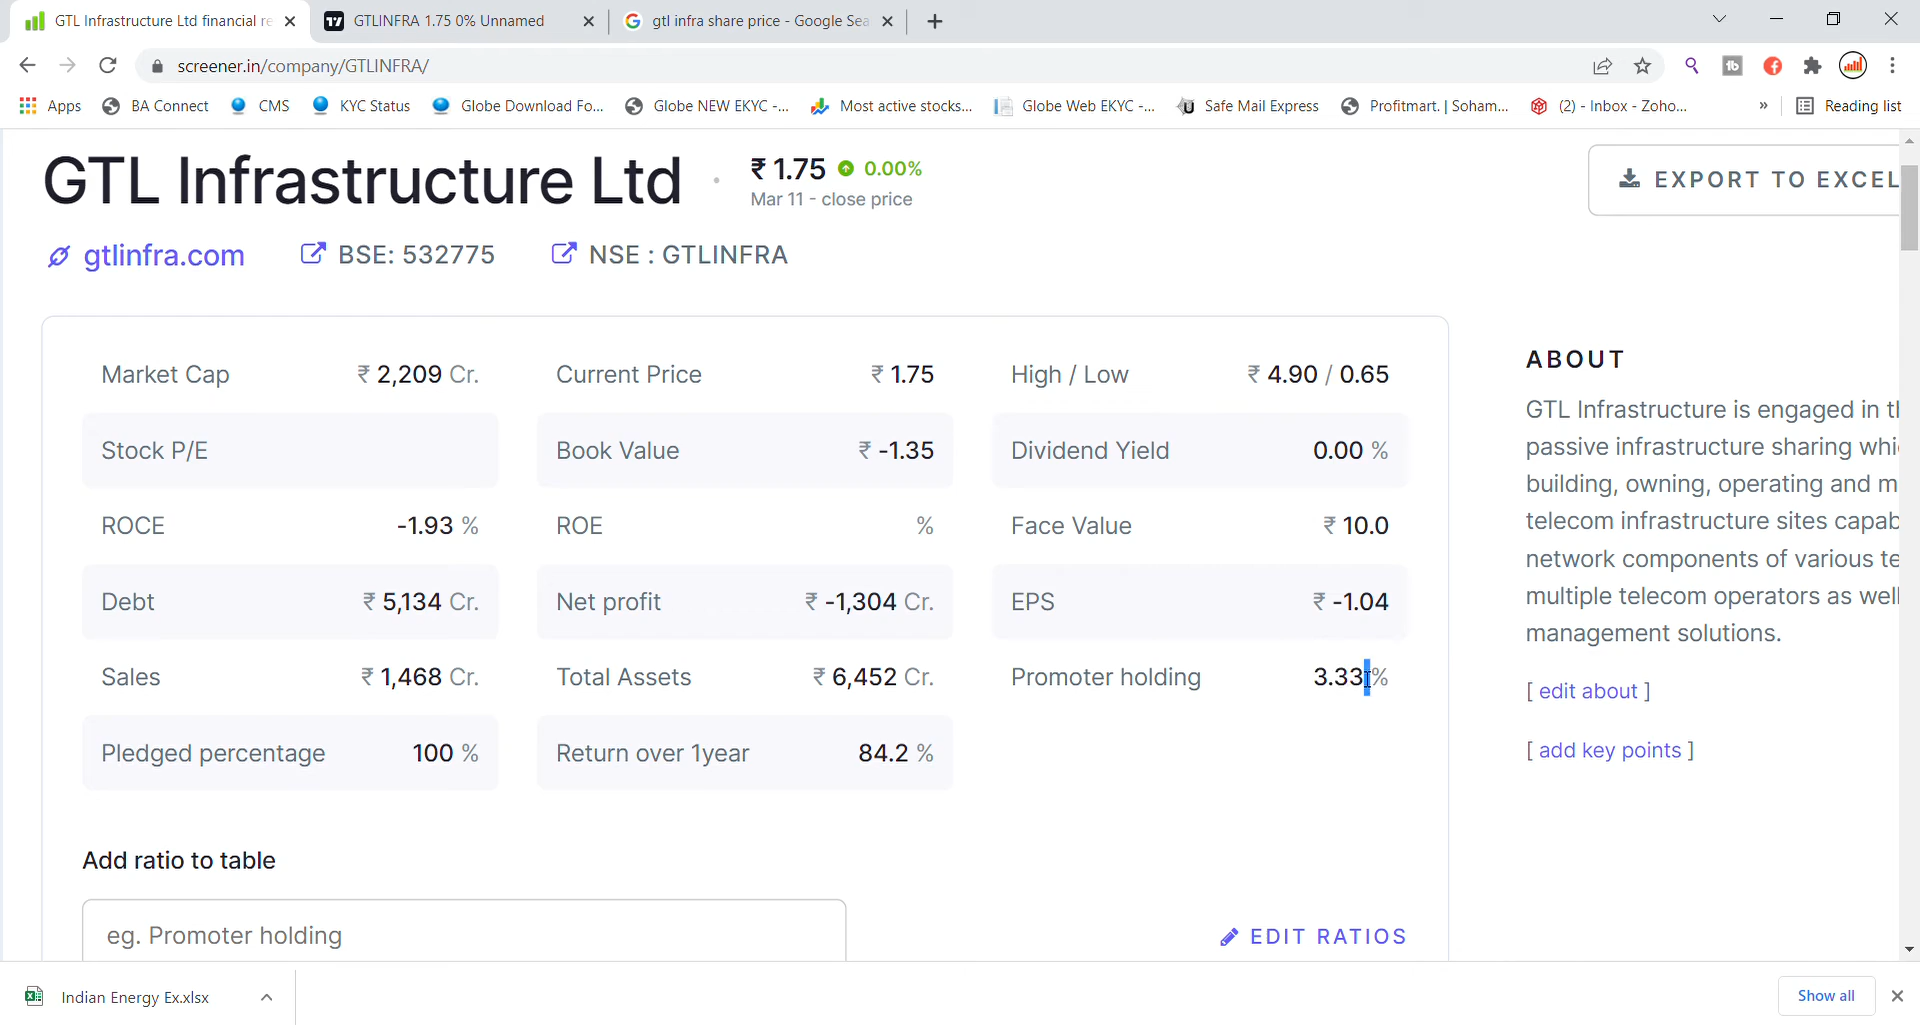 GTL Infrastructure Ltd financial re
GTLINFRA 1.75 0% Unnamed
gtl infra share price - Google Sea
screener.in/company/GTLINFRA/
Apps
BA Connect
CMS
KYC Status
Globe Download Fo...
Globe NEW EKYC -...
Most active stocks...
Globe Web EKYC -...
Safe Mail Express
Profitmart. | Soham...
(2) - Inbox - Zoho...
»
Reading list
GTL Infrastructure Ltd
₹ 1.75 0.00%
Mar 11 - close price
EXPORT TO EXCEL
gtlinfra.com
BSE: 532775
NSE : GTLINFRA
Market Cap ₹ 2,209 Cr.
Current Price ₹ 1.75
High / Low ₹ 4.90 / 0.65
Stock P/E
Book Value ₹ -1.35
Dividend Yield 0.00 %
ROCE -1.93 %
ROE %
Face Value ₹ 10.0
Debt ₹ 5,134 Cr.
Net profit ₹ -1,304 Cr.
EPS ₹ -1.04
Sales ₹ 1,468 Cr.
Total Assets ₹ 6,452 Cr.
Promoter holding 3.33 %
Pledged percentage 100 %
Return over 1year 84.2 %
Add ratio to table
eg. Promoter holding
EDIT RATIOS
ABOUT
GTL Infrastructure is engaged in
passive infrastructure sharing
building, owning, operating and
telecom infrastructure sites
network components of various
multiple telecom operators as well
management solutions.
[ edit about ]
[ add key points ]
Indian Energy Ex.xlsx
Show all